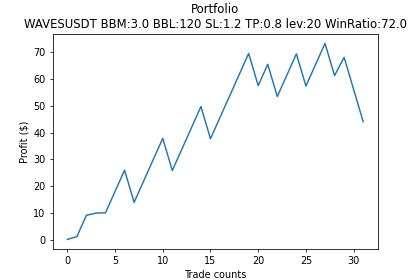 Portfolio
WAVESUSDT BBM:3.0 BBL:120 SL:1.2 TP:0.8 lev:20 WinRatio:72.0
70
60
50
40
30
20
10
0
Profit ($)
0 5 10 15 20 25 30
Trade counts